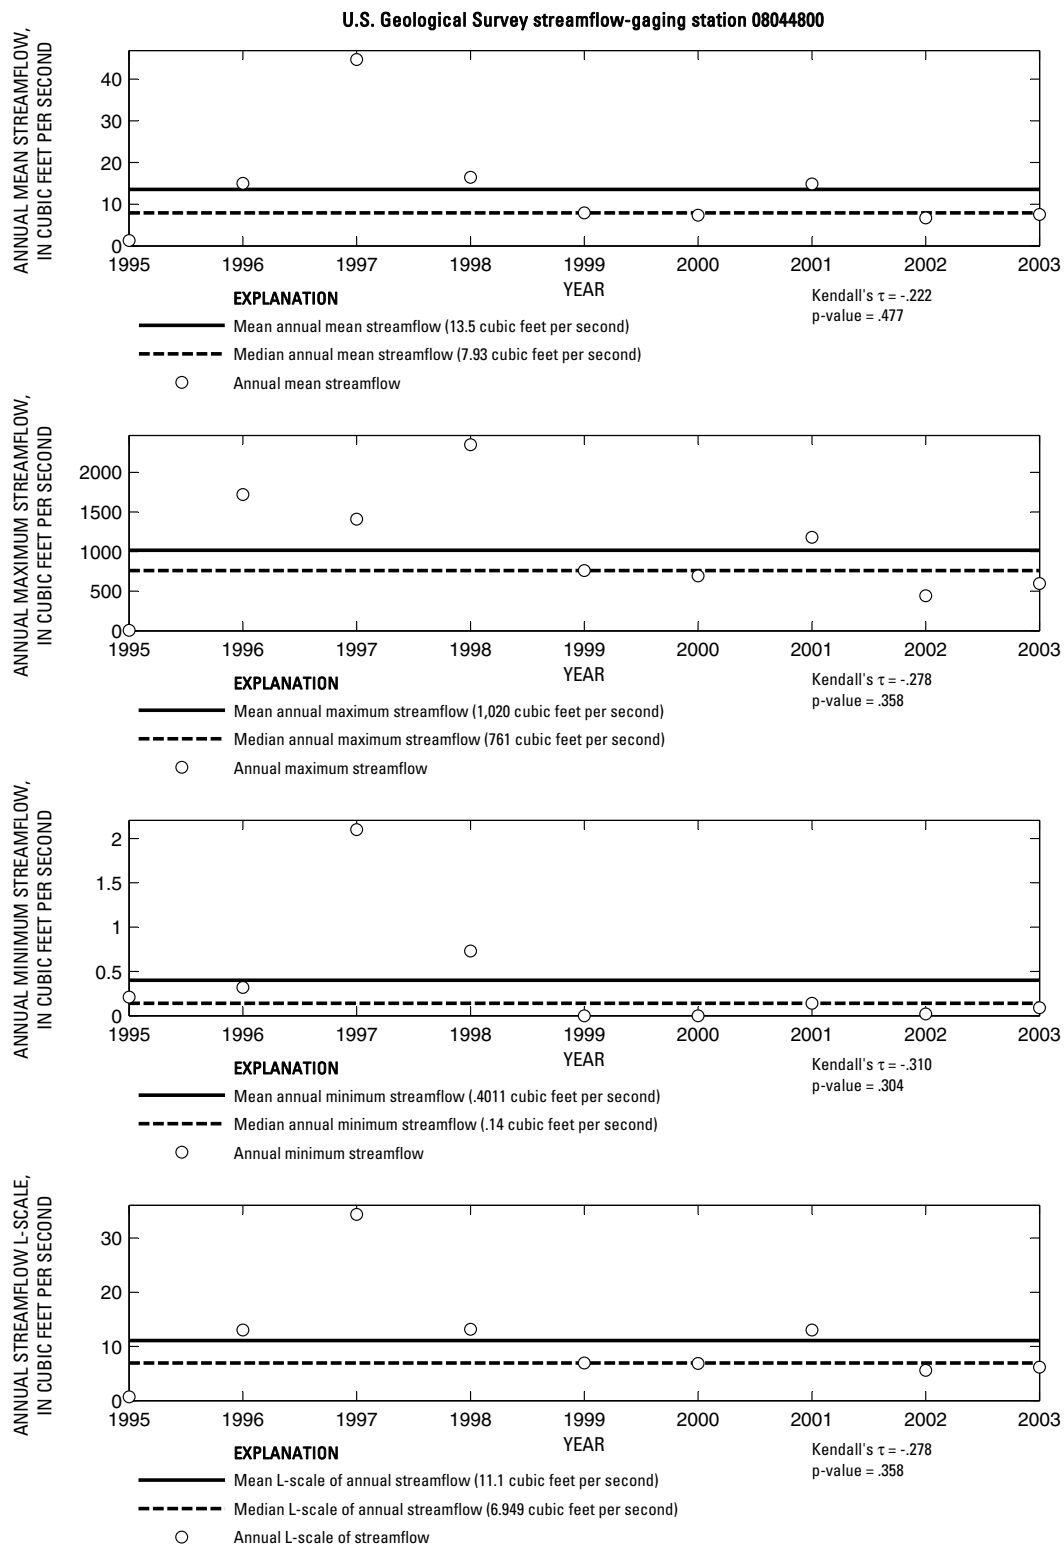 U.S. Geological Survey streamflow-gaging station 08044800
ANNUAL MEAN STREAMFLOW,
IN CUBIC FEET PER SECOND
40
30
20
10
0
1995 1996 1997 1998 1999 2000 2001 2002 2003
YEAR
Kendall's τ = -.222
p-value = .477
EXPLANATION
Mean annual mean streamflow (13.5 cubic feet per second)
Median annual mean streamflow (7.93 cubic feet per second)
Annual mean streamflow
ANNUAL MAXIMUM STREAMFLOW,
IN CUBIC FEET PER SECOND
2000
1500
1000
500
0
1995 1996 1997 1998 1999 2000 2001 2002 2003
YEAR
Kendall's τ = -.278
p-value = .358
EXPLANATION
Mean annual maximum streamflow (1,020 cubic feet per second)
Median annual maximum streamflow (761 cubic feet per second)
Annual maximum streamflow
ANNUAL MINIMUM STREAMFLOW,
IN CUBIC FEET PER SECOND
2
1.5
1
0.5
0
1995 1996 1997 1998 1999 2000 2001 2002 2003
YEAR
Kendall's τ = -.310
p-value = .304
EXPLANATION
Mean annual minimum streamflow (.4011 cubic feet per second)
Median annual minimum streamflow (.14 cubic feet per second)
Annual minimum streamflow
ANNUAL STREAMFLOW L-SCALE,
IN CUBIC FEET PER SECOND
30
20
10
0
1995 1996 1997 1998 1999 2000 2001 2002 2003
YEAR
Kendall's τ = -.278
p-value = .358
EXPLANATION
Mean L-scale of annual streamflow (11.1 cubic feet per second)
Median L-scale of annual streamflow (6.949 cubic feet per second)
Annual L-scale of streamflow